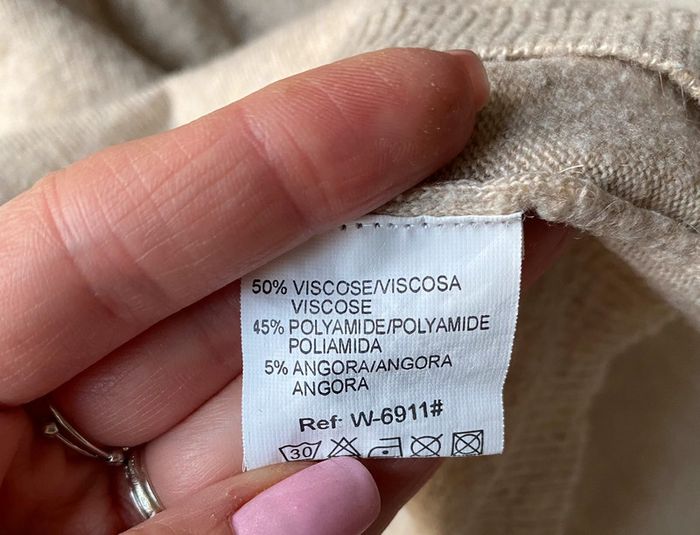 50% VISCOSE/VISCOSA
VISCOSE
45% POLYAMIDE/POLYAMIDE
POLIAMIDA
5% ANGORA/ANGORA
ANGORA
Ref: W-6911#
30